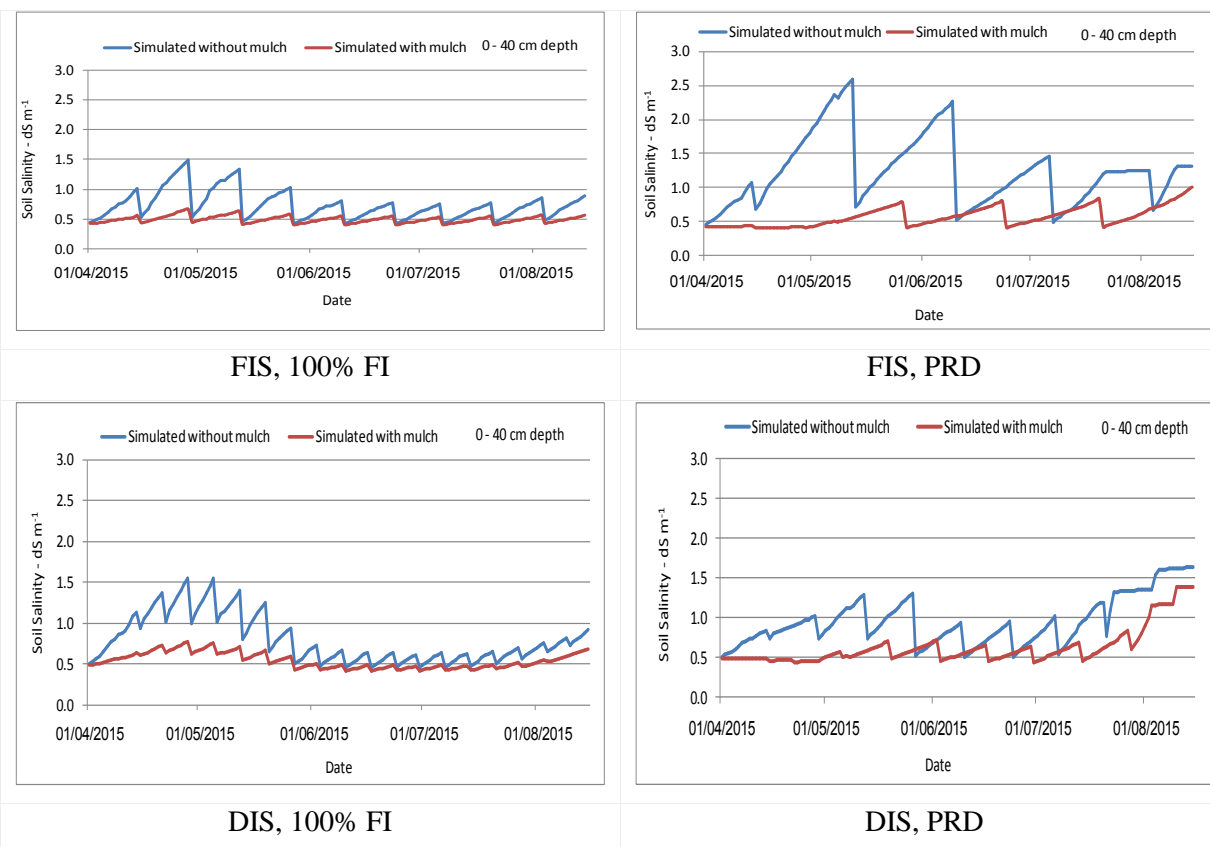 Simulated without mulch Simulated with mulch 0 - 40 cm depth
Soil Salinity - dS m⁻¹
3.0
2.5
2.0
1.5
1.0
0.5
0.0
01/04/2015 01/05/2015 01/06/2015 01/07/2015 01/08/2015
Date
FIS, 100% FI
Simulated without mulch Simulated with mulch 0 - 40 cm depth
Soil Salinity - dS m⁻¹
3.0
2.5
2.0
1.5
1.0
0.5
0.0
01/04/2015 01/05/2015 01/06/2015 01/07/2015 01/08/2015
Date
FIS, PRD
Simulated without mulch Simulated with mulch 0 - 40 cm depth
Soil Salinity - dS m⁻¹
3.0
2.5
2.0
1.5
1.0
0.5
0.0
01/04/2015 01/05/2015 01/06/2015 01/07/2015 01/08/2015
Date
DIS, 100% FI
Simulated without mulch Simulated with mulch 0 - 40 cm depth
Soil Salinity - dS m⁻¹
3.0
2.5
2.0
1.5
1.0
0.5
0.0
01/04/2015 01/05/2015 01/06/2015 01/07/2015 01/08/2015
Date
DIS, PRD